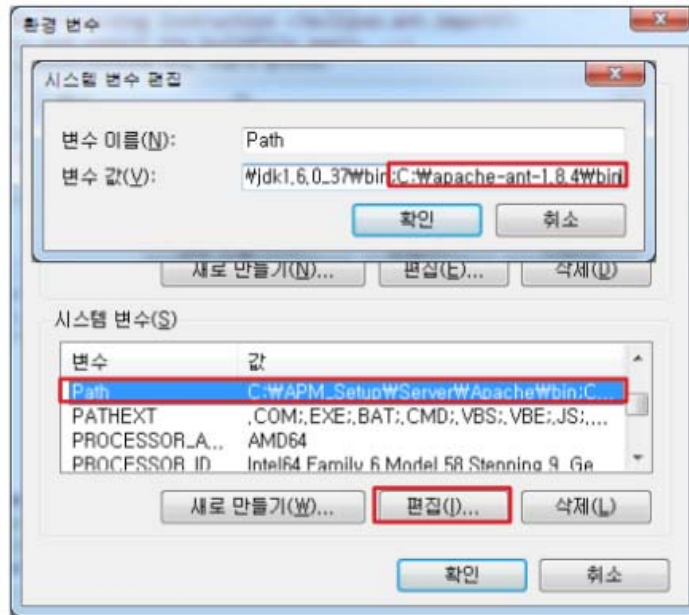 환경 변수
시스템 변수 편집
변수 이름(N): Path
변수 값(V): ₩jdk1.6.0_37₩bin;C:₩apache-ant-1.8.4₩bin
확인 취소
새로 만들기(N)... 편집(E)... 삭제(D)
시스템 변수(S)
변수 값
Path C:₩APM_Setup₩Server₩Apache₩bin;C...
PATHEXT .COM;.EXE;.BAT;.CMD;.VBS;.VBE;.JS;....
PROCESSOR_A... AMD64
PROCESSOR_ID Intel64 Family 6 Model 58 Stepping 9, Ge
새로 만들기(W)... 편집(I)... 삭제(L)
확인 취소